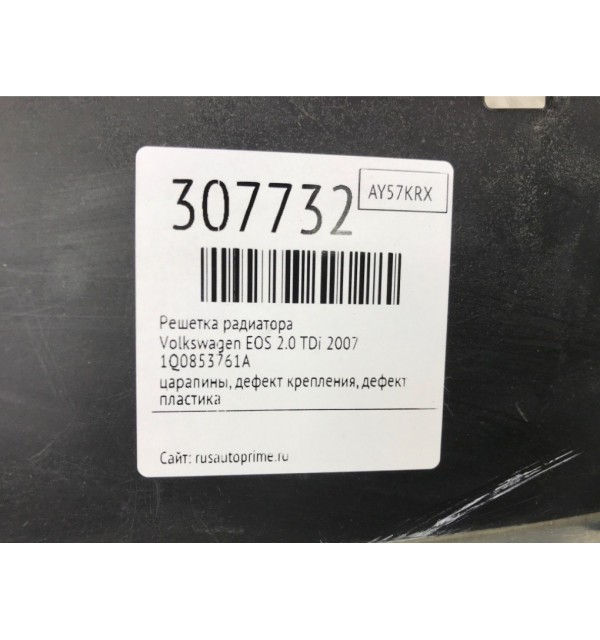 307732
AY57KRX
Решетка радиатора
Volkswagen EOS 2.0 TDi 2007
1Q0853761A
царапины, дефект крепления, дефект
пластика
Сайт: rusautoprime.ru